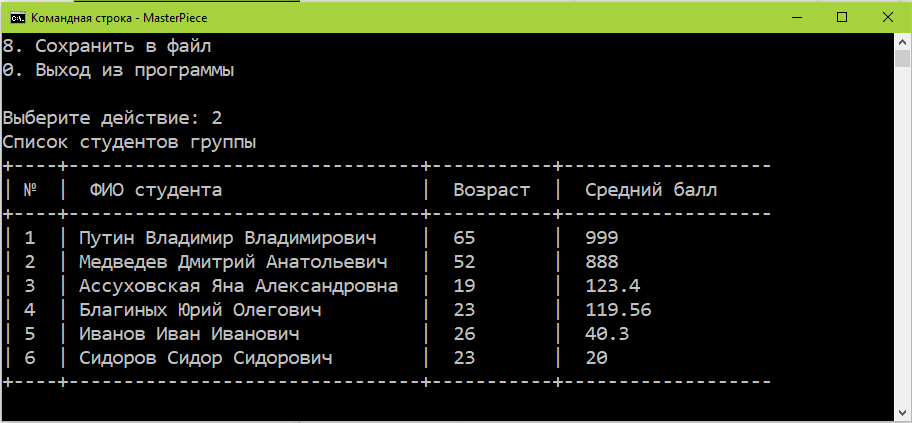 Командная строка - MasterPiece
8. Сохранить в файл
0. Выход из программы
Выберите действие: 2
Список студентов группы
+----+--------------------------------+-----------+-------------------
| № | ФИО студента | Возраст | Средний балл
+----+--------------------------------+-----------+-------------------
| 1 | Путин Владимир Владимирович | 65 | 999
| 2 | Медведев Дмитрий Анатольевич | 52 | 888
| 3 | Ассуховская Яна Александровна | 19 | 123.4
| 4 | Благиных Юрий Олегович | 23 | 119.56
| 5 | Иванов Иван Иванович | 26 | 40.3
| 6 | Сидоров Сидор Сидорович | 23 | 20
+----+--------------------------------+-----------+-------------------